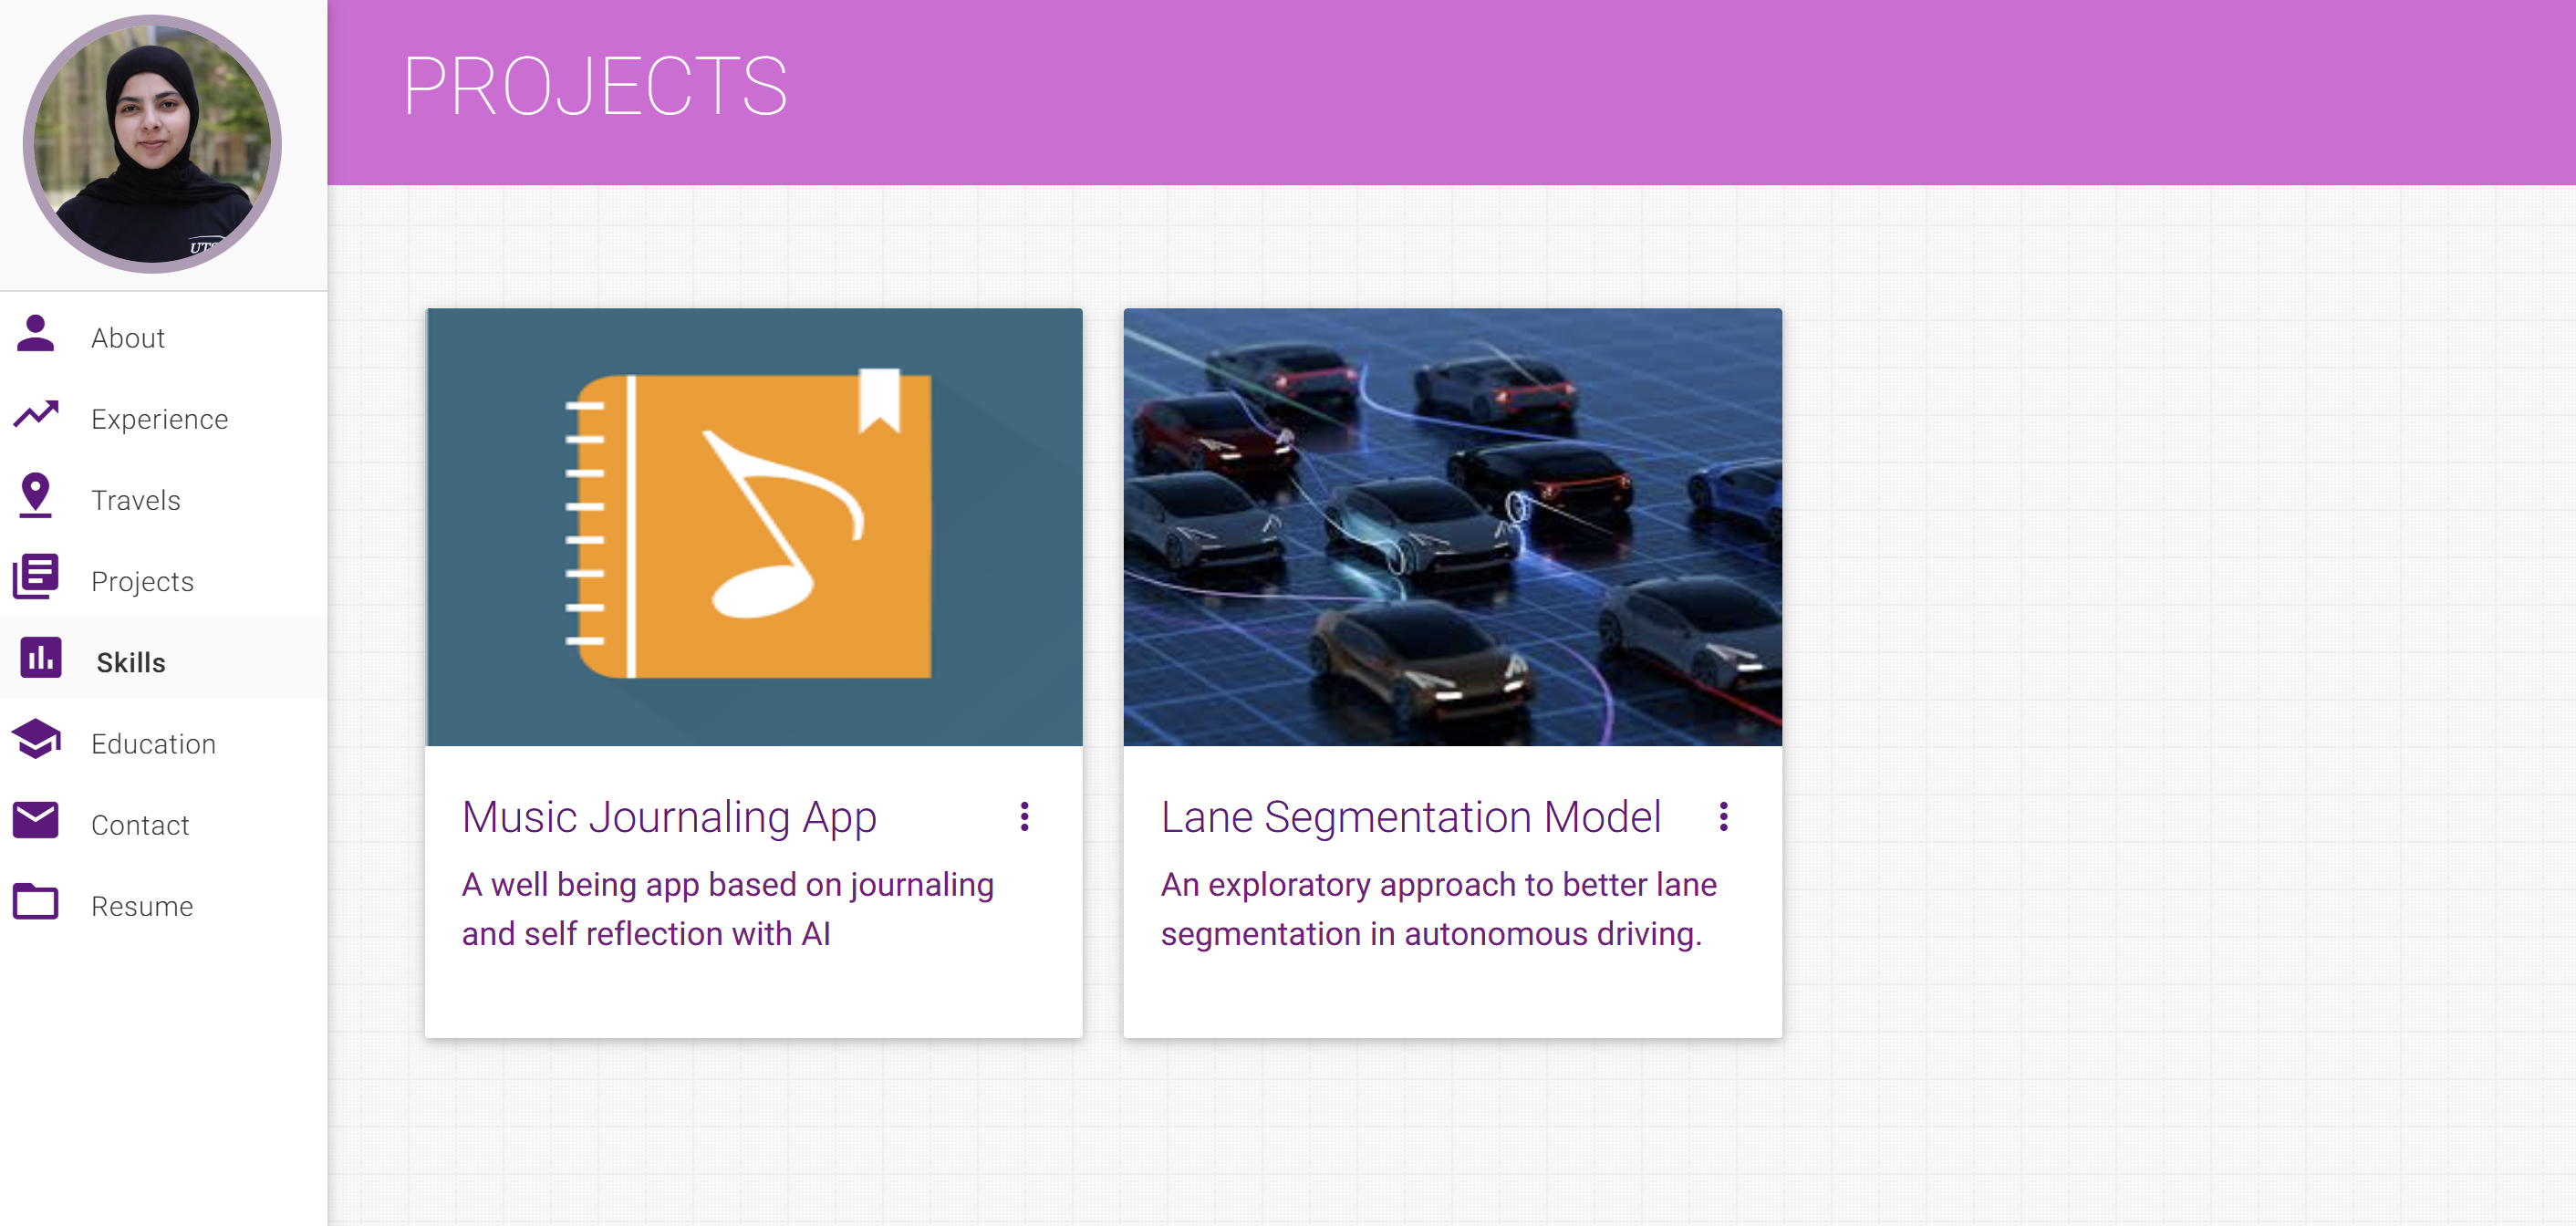 PROJECTS
About
Experience
Travels
Projects
Skills
Education
Contact
Resume
Music Journaling App
A well being app based on journaling
and self reflection with AI
Lane Segmentation Model
An exploratory approach to better lane
segmentation in autonomous driving.